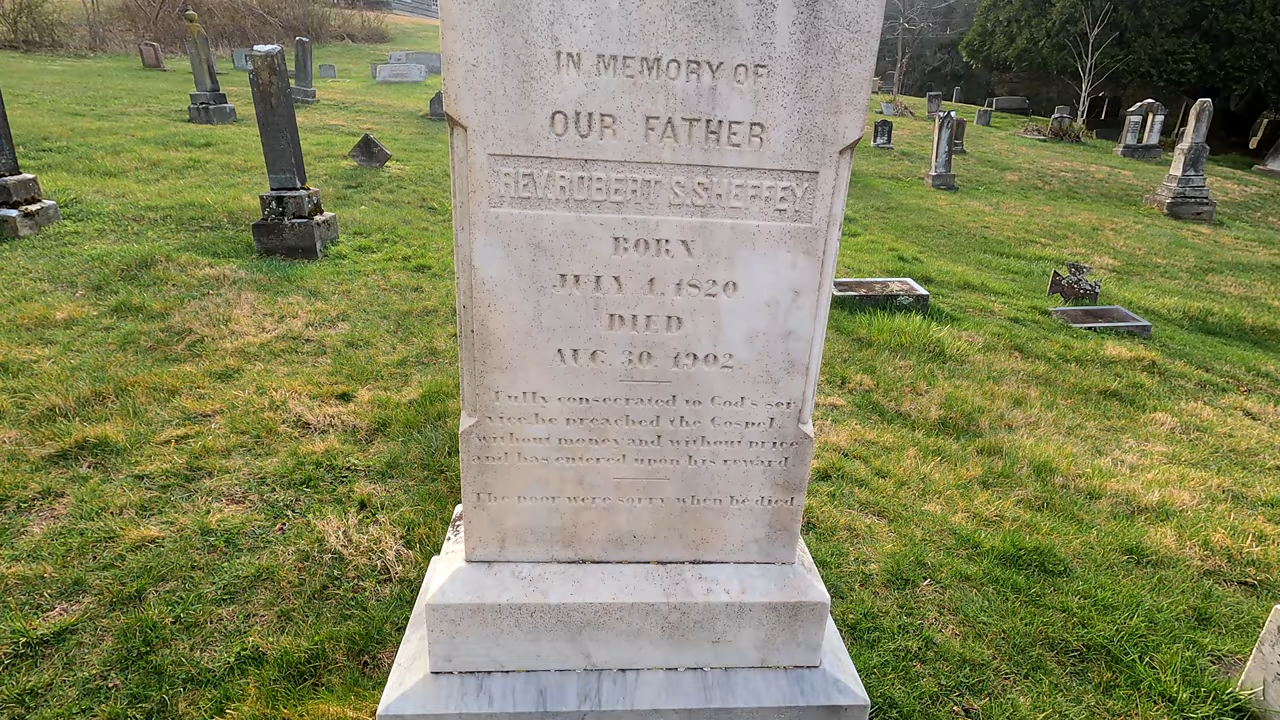 IN MEMORY OF
OUR FATHER
REV. ROBERT S. SHEFFEY
BORN
JULY 4, 1820
DIED
AUG. 30. 1902
Fully consecrated to God's ser-
vice he preached the Gospel,
without money and without price
and has entered upon his reward.
The poor were sorry when he died.